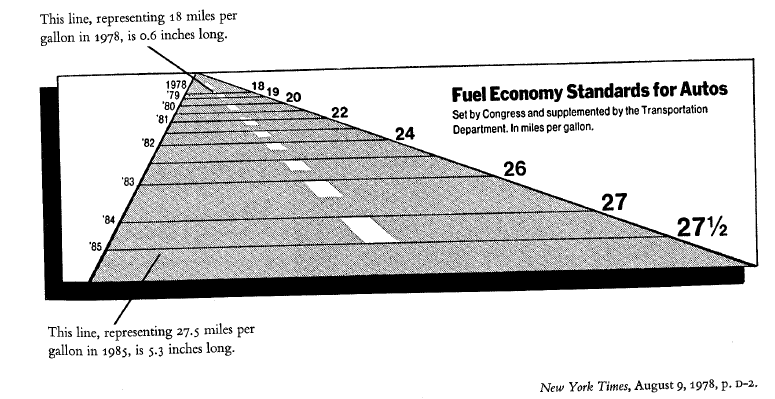 This line, representing 18 miles per
gallon in 1978, is 0.6 inches long.
Fuel Economy Standards for Autos
Set by Congress and supplemented by the Transportation
Department. In miles per gallon.
1978
'79
'80
'81
'82
'83
'84
'85
18
19
20
22
24
26
27
27½
This line, representing 27.5 miles per
gallon in 1985, is 5.3 inches long.
New York Times, August 9, 1978, p. D-2.